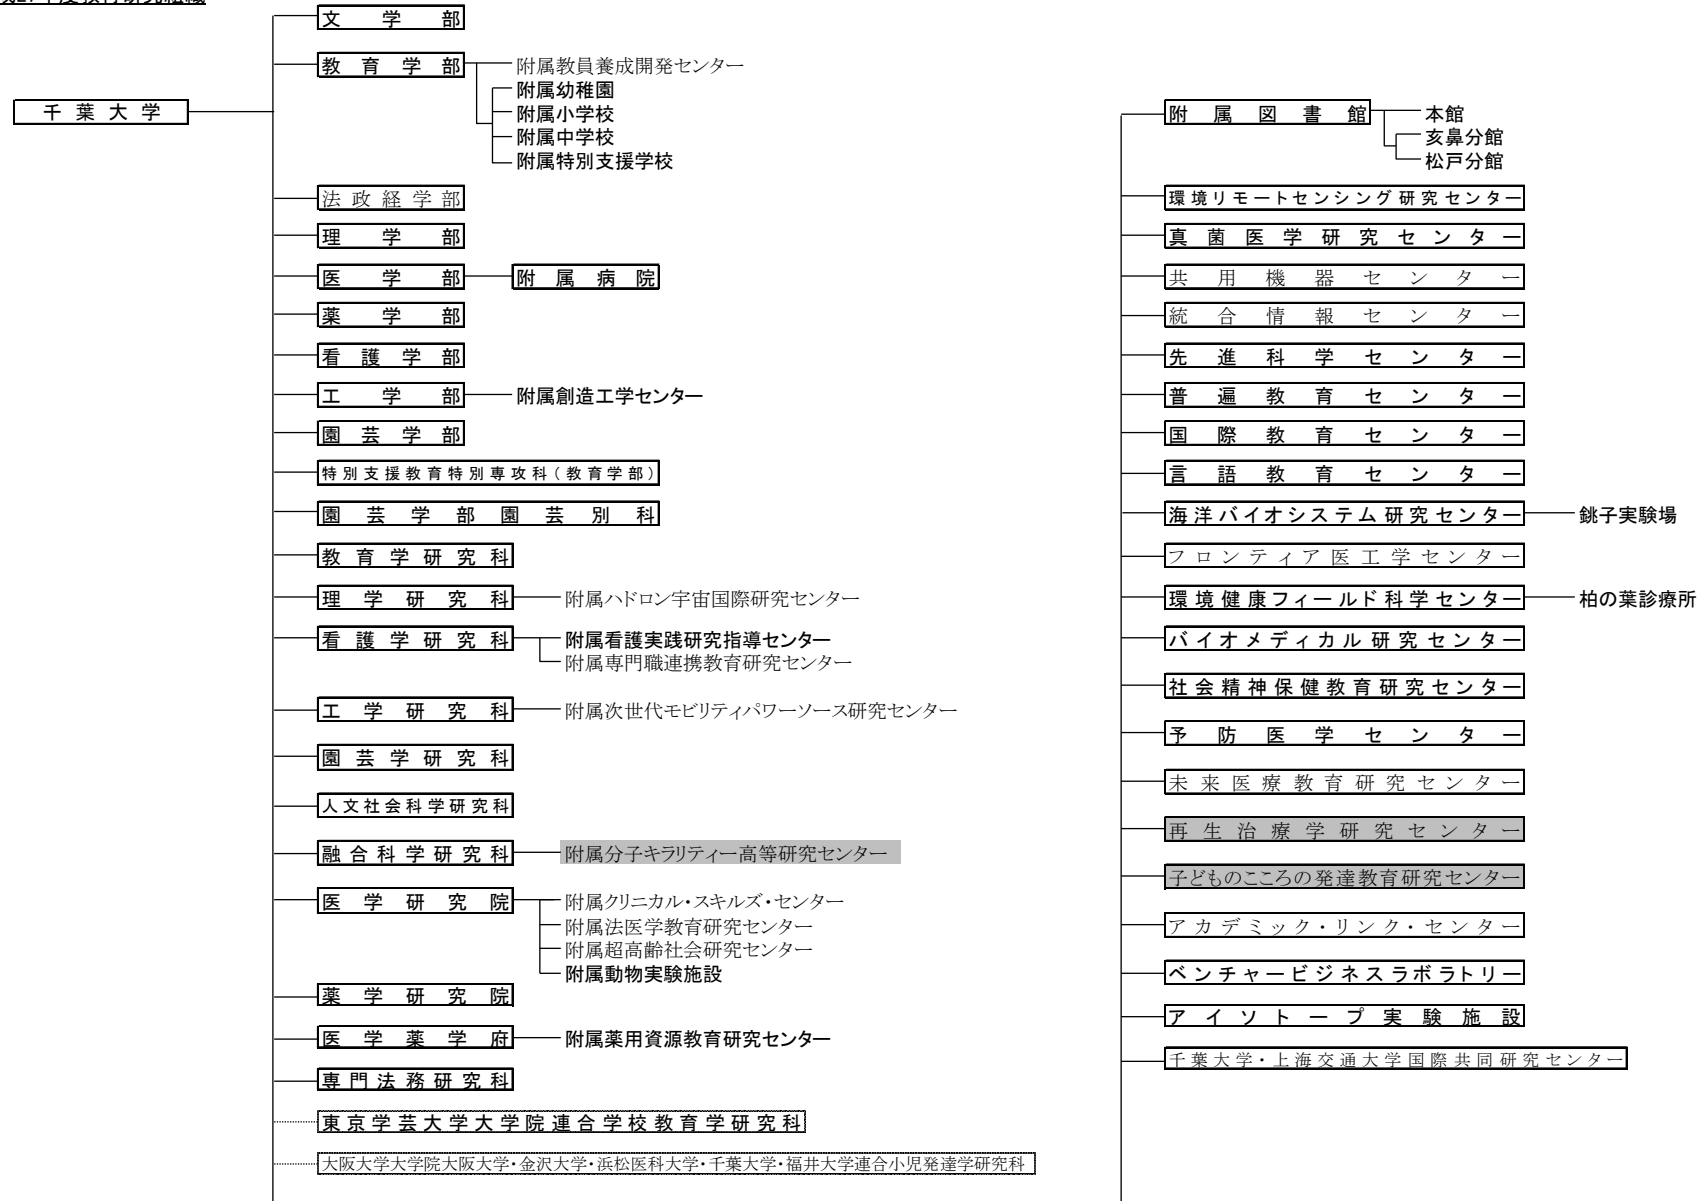 年度教育研究組織
千葉大学
文学部
教育学部
附属教員養成開発センター
附属幼稚園
附属小学校
附属中学校
附属特別支援学校
法政経学部
理学部
医学部
附属病院
薬学部
看護学部
工学部
附属創造工学センター
園芸学部
特別支援教育特別専攻科(教育学部)
園芸学部園芸別科
教育学研究科
理学研究科
附属ハドロン宇宙国際研究センター
看護学研究科
附属看護実践研究指導センター
附属専門職連携教育研究センター
工学研究科
附属次世代モビリティパワーソース研究センター
園芸学研究科
人文社会科学研究科
融合科学研究科
附属分子キラリティー高等研究センター
医学研究院
附属クリニカル・スキルズ・センター
附属法医学教育研究センター
附属超高齢社会研究センター
附属動物実験施設
薬学研究院
医学薬学府
附属薬用資源教育研究センター
専門法務研究科
東京学芸大学大学院連合学校教育学研究科
大阪大学大学院大阪大学・金沢大学・浜松医科大学・千葉大学・福井大学連合小児発達学研究科
附属図書館
本館
亥鼻分館
松戸分館
環境リモートセンシング研究センター
真菌医学研究センター
共用機器センター
統合情報センター
先進科学センター
普遍教育センター
国際教育センター
言語教育センター
海洋バイオシステム研究センター
銚子実験場
フロンティア医工学センター
環境健康フィールド科学センター
柏の葉診療所
バイオメディカル研究センター
社会精神保健教育研究センター
予防医学センター
未来医療教育研究センター
再生治療学研究センター
子どものこころの発達教育研究センター
アカデミック・リンク・センター
ベンチャービジネスラボラトリー
アイソトープ実験施設
千葉大学・上海交通大学国際共同研究センター